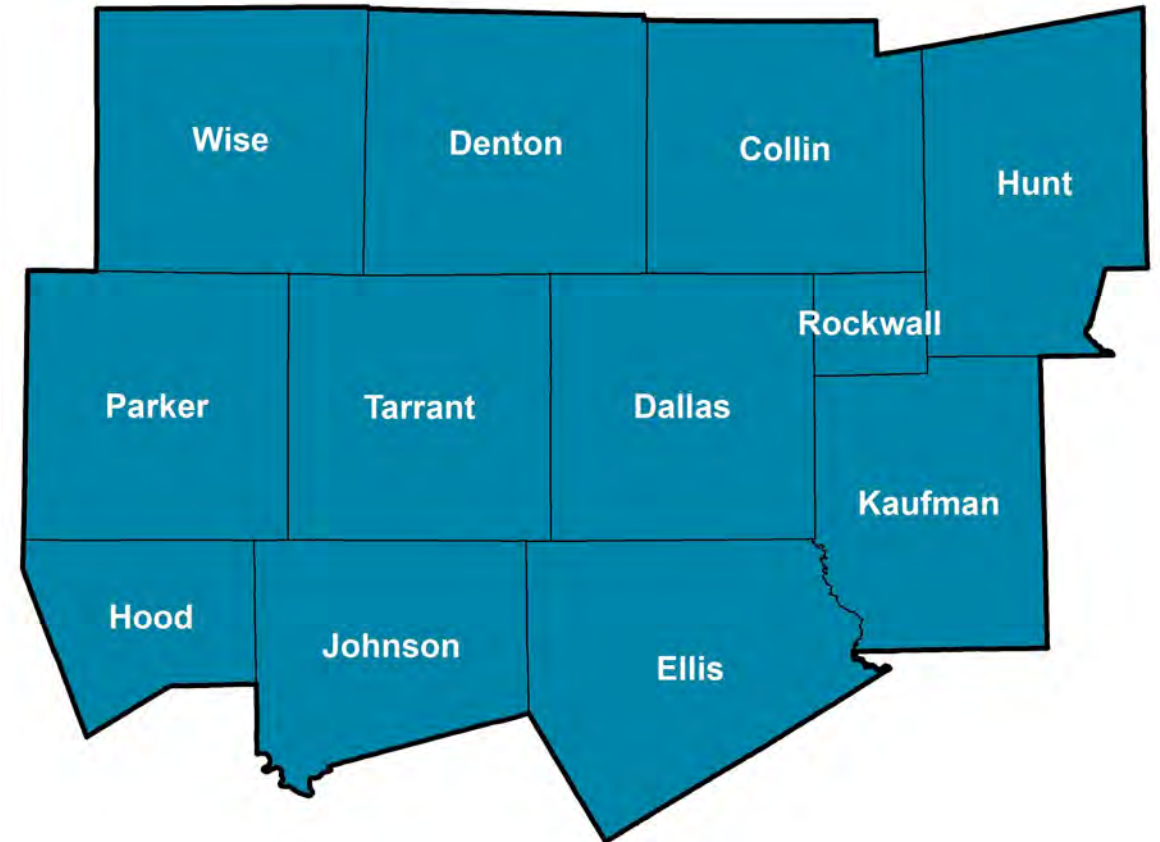 Wise
Denton
Collin
Hunt
Rockwall
Parker
Tarrant
Dallas
Kaufman
Hood
Johnson
Ellis